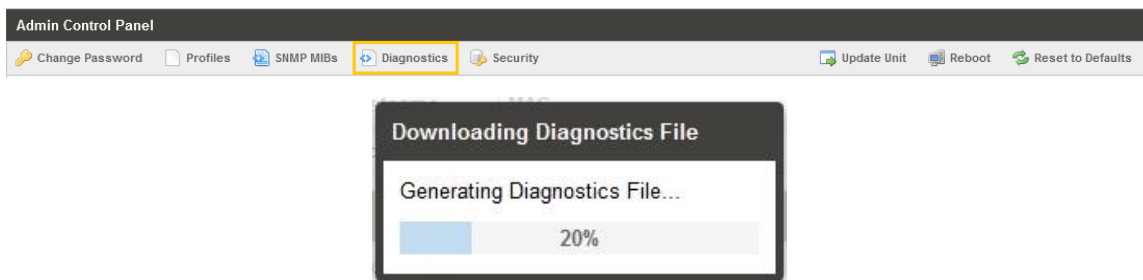 Admin Control Panel
Change Password Profiles SNMP MIBs Diagnostics Security Update Unit Reboot Reset to Defaults
Downloading Diagnostics File
Generating Diagnostics File...
20%